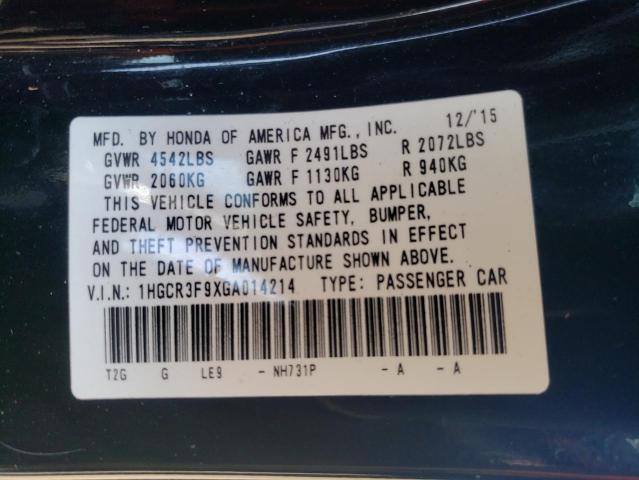 MFD. BY HONDA OF AMERICA MFG., INC. 12/'15
GVWR 4542LBS GAWR F 2491LBS R 2072LBS
GVWR 2060KG GAWR F 1130KG R 940KG
THIS VEHICLE CONFORMS TO ALL APPLICABLE
FEDERAL MOTOR VEHICLE SAFETY, BUMPER,
AND THEFT PREVENTION STANDARDS IN EFFECT
ON THE DATE OF MANUFACTURE SHOWN ABOVE.
V.I.N.: 1HGCR3F9XGA014214 TYPE: PASSENGER CAR
T2G G LE9 - NH731P - A - A